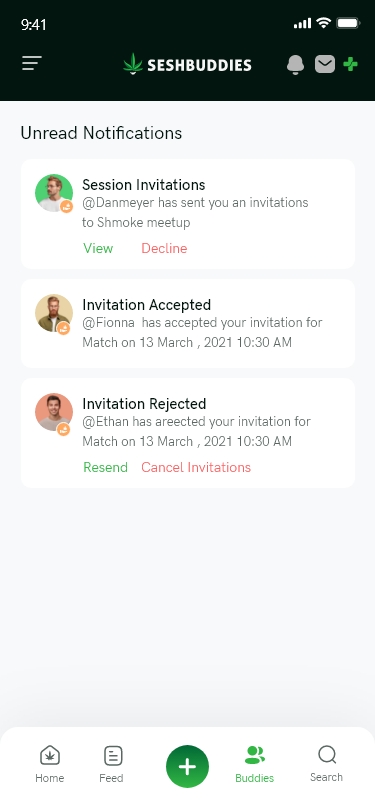 9:41
SESHBUDDIES
Unread Notifications
Session Invitations
@Danmeyer has sent you an invitations
to Shmoke meetup
View Decline
Invitation Accepted
@Fionna has accepted your invitation for
Match on 13 March , 2021 10:30 AM
Invitation Rejected
@Ethan has areected your invitation for
Match on 13 March , 2021 10:30 AM
Resend Cancel Invitations
Home Feed Buddies Search